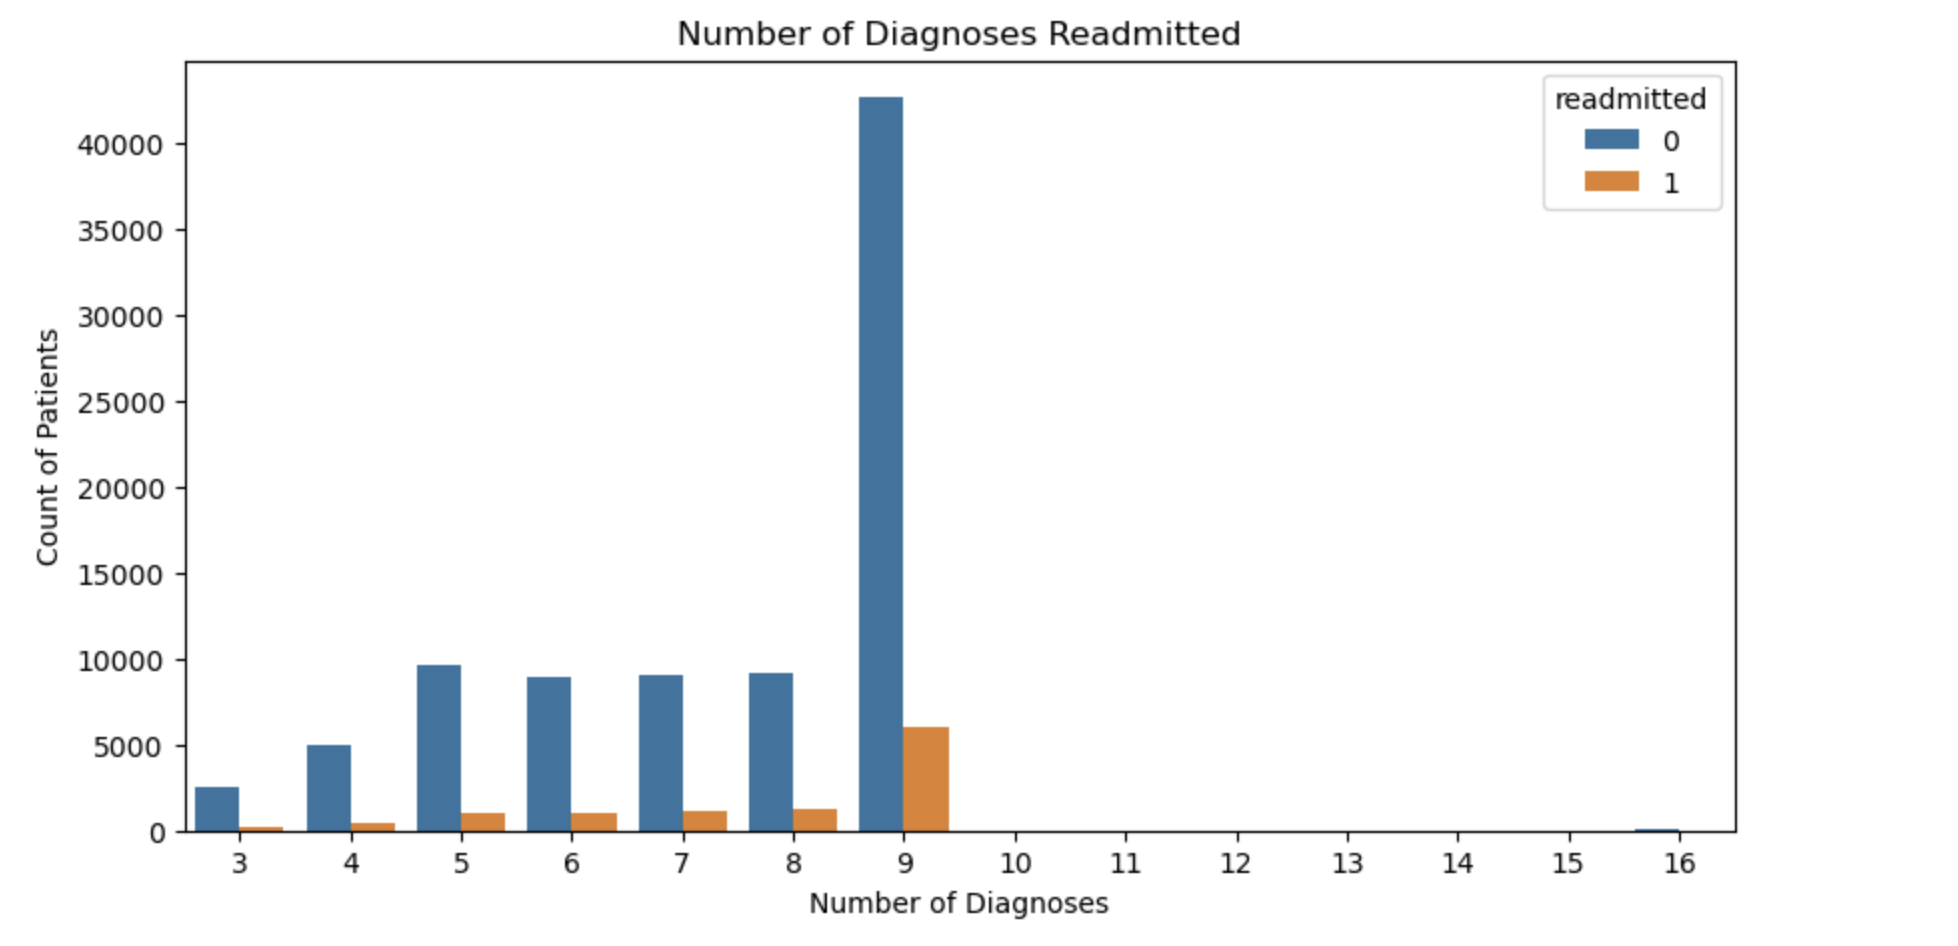 Number of Diagnoses Readmitted
readmitted
0
1
40000
35000
30000
25000
20000
15000
10000
5000
0
Count of Patients
3 4 5 6 7 8 9 10 11 12 13 14 15 16
Number of Diagnoses